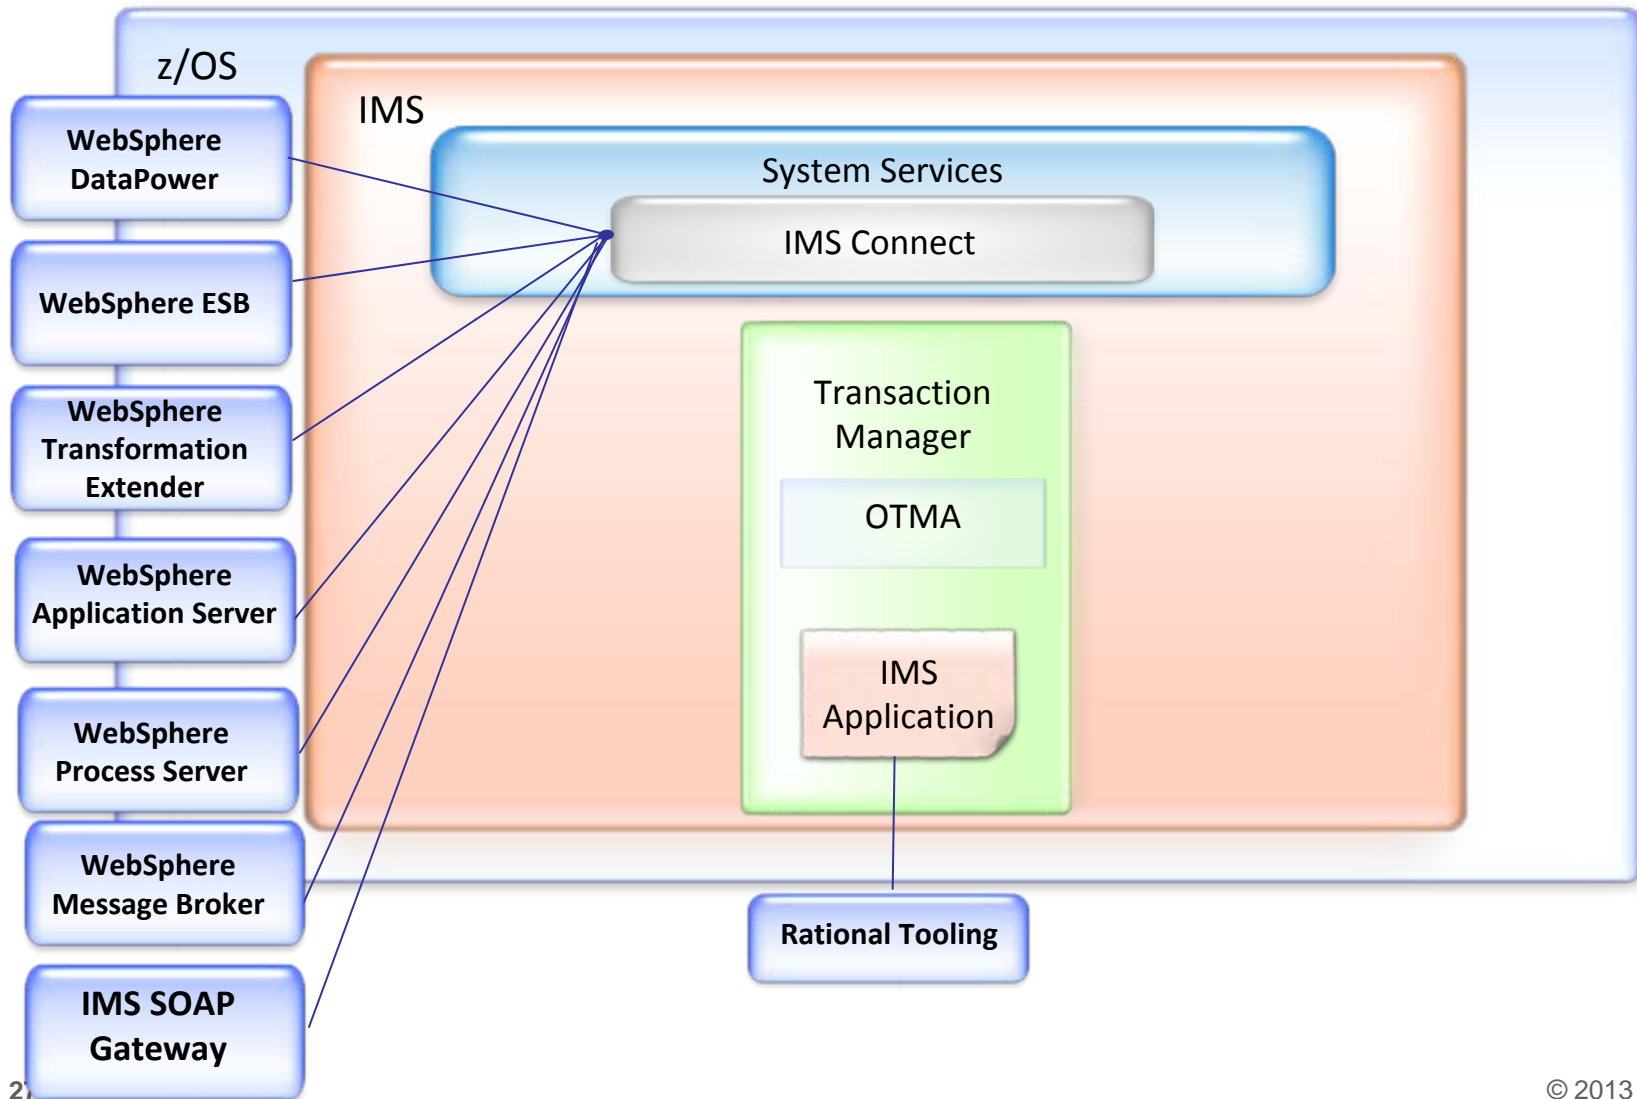 z/OS
IMS
WebSphere
DataPower
System Services
IMS Connect
WebSphere ESB
WebSphere
Transformation
Extender
Transaction
Manager
OTMA
WebSphere
Application Server
IMS
Application
WebSphere
Process Server
WebSphere
Message Broker
Rational Tooling
IMS SOAP
Gateway
27
© 2013